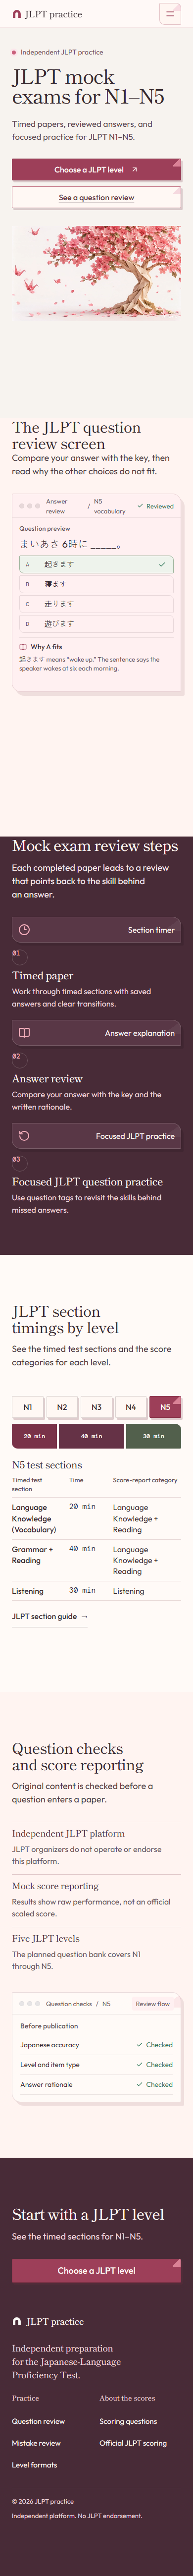 JLPT practice
Independent JLPT practice
JLPT mock
exams for N1–N5
Timed papers, reviewed answers, and
focused practice for JLPT N1–N5.
Choose a JLPT level ↗
See a question review
The JLPT question
review screen
Compare your answer with the key, then
read why the other choices do not fit.
Answer review / N5 vocabulary ✓ Reviewed
Question preview
まいあさ 6時に _____。
A 起きます ✓
B 寝ます
C 走ります
D 遊びます
Why A fits
起きます means “wake up.” The sentence says the
speaker wakes at six each morning.
Mock exam review steps
Each completed paper leads to a review
that points back to the skill behind
an answer.
Section timer
01
Timed paper
Work through timed sections with saved
answers and clear transitions.
Answer explanation
02
Answer review
Compare your answer with the key and the
written rationale.
Focused JLPT practice
03
Focused JLPT question practice
Use question tags to revisit the skills behind
missed answers.
JLPT section
timings by level
See the timed test sections and the score
categories for each level.
N1 N2 N3 N4 N5
20 min 40 min 30 min
N5 test sections
Timed test section Time Score-report category
Language Knowledge (Vocabulary) 20 min Language Knowledge + Reading
Grammar + Reading 40 min Language Knowledge + Reading
Listening 30 min Listening
JLPT section guide →
Question checks
and score reporting
Original content is checked before a
question enters a paper.
Independent JLPT platform
JLPT organizers do not operate or endorse
this platform.
Mock score reporting
Results show raw performance, not an official
scaled score.
Five JLPT levels
The planned question bank covers N1
through N5.
Question checks / N5 Review flow
Before publication
Japanese accuracy ✓ Checked
Level and item type ✓ Checked
Answer rationale ✓ Checked
Start with a JLPT level
See the timed sections for N1–N5.
Choose a JLPT level
JLPT practice
Independent preparation
for the Japanese-Language
Proficiency Test.
Practice About the scores
Question review Scoring questions
Mistake review Official JLPT scoring
Level formats
© 2026 JLPT practice
Independent platform. No JLPT endorsement.